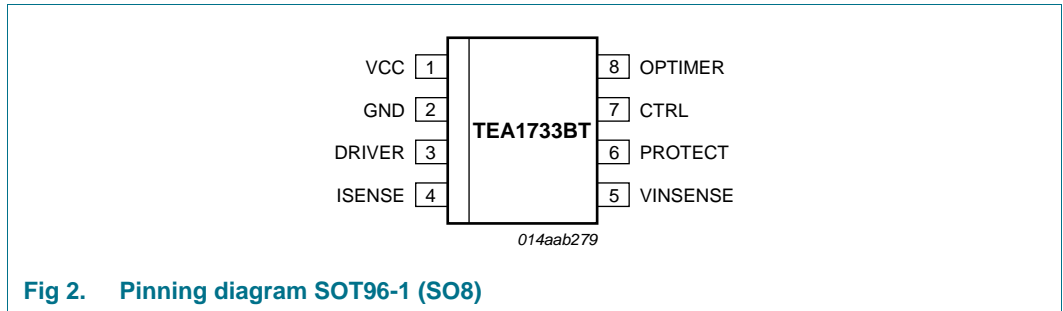 VCC 1
GND 2
DRIVER 3
ISENSE 4
TEA1733BT
8 OPTIMER
7 CTRL
6 PROTECT
5 VINSENSE
014aab279
Fig 2. Pinning diagram SOT96-1 (SO8)